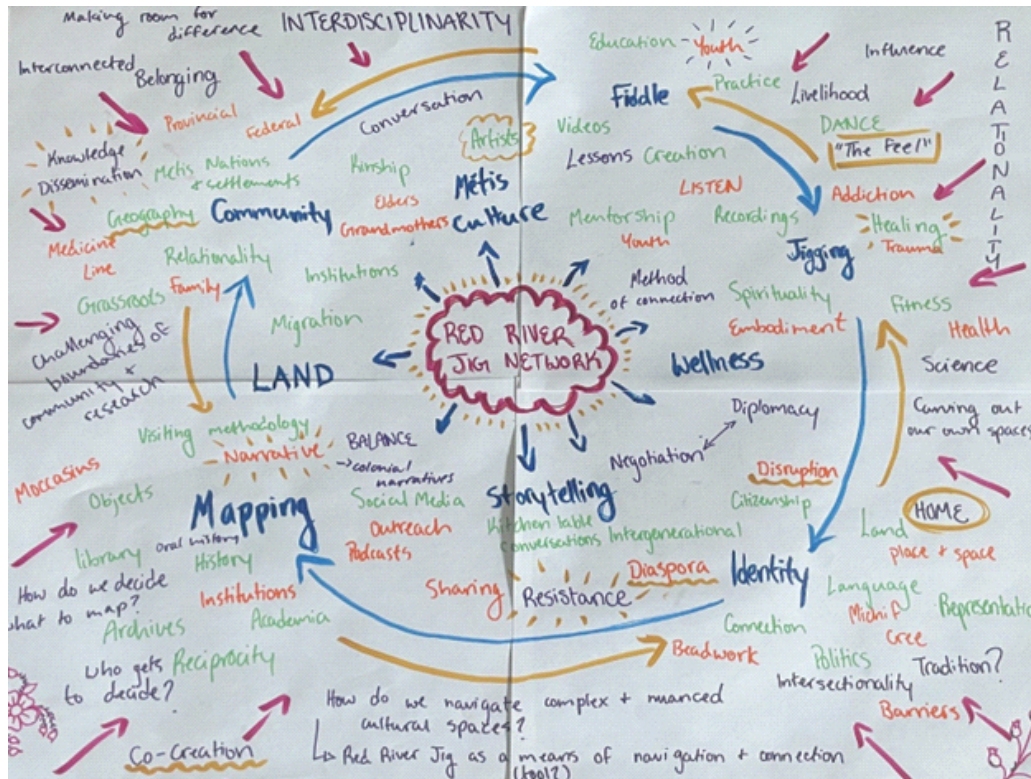 Making room for
difference
INTERDISCIPLINARITY
Interconnected
Belonging
Provincial
Federal
Conversation
Knowledge
Dissemination
Métis Nations
+ settlements
Kinship
Artists
Geography
Community
Elders
Grandmothers
Métis
Culture
Medicine
Line
Relationality
Institutions
Grassroots
Family
Migration
challenging
boundaries of
community +
research
LAND
RED RIVER
JIG NETWORK
Education
Youth
Influence
Fiddle
Practice
Livelihood
Videos
DANCE
"The Feel"
Lessons
Creation
LISTEN
Addiction
Mentorship
Youth
Recordings
Healing
Trauma
Jigging
Method
of connection
Spirituality
Embodiment
Fitness
Health
Wellness
Science
RELATIONALITY
Visiting methodology
Narrative
BALANCE
→ colonial
narratives
Moccasins
Objects
Mapping
Social Media
Outreach
Podcasts
Library
oral history
History
Institutions
How do we decide
what to map?
Archives
Academia
who gets
to decide?
Reciprocity
Co-Creation
Diplomacy
Negotiation
Carving out
our own spaces
Storytelling
Disruption
Citizenship
HOME
Kitchen table
conversations
Intergenerational
Land
place + space
Sharing
Resistance
Diaspora
Identity
Language
Michif
Cree
Representation
Connection
Beadwork
Politics
Tradition?
Intersectionality
Barriers
How do we navigate complex + nuanced
cultural spaces?
↳ Red River Jig as a means of navigation + connection
(tool?)